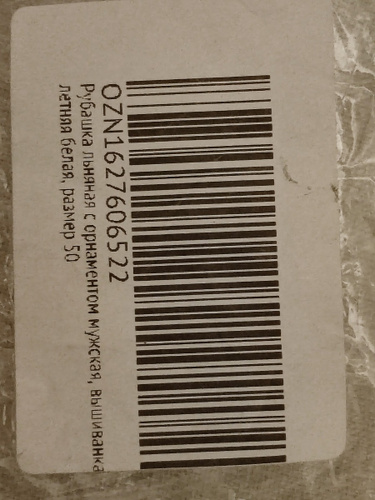 OZN1627606522
Рубашка льняная с орнаментом мужская, вышиванка
летняя белая, размер 50